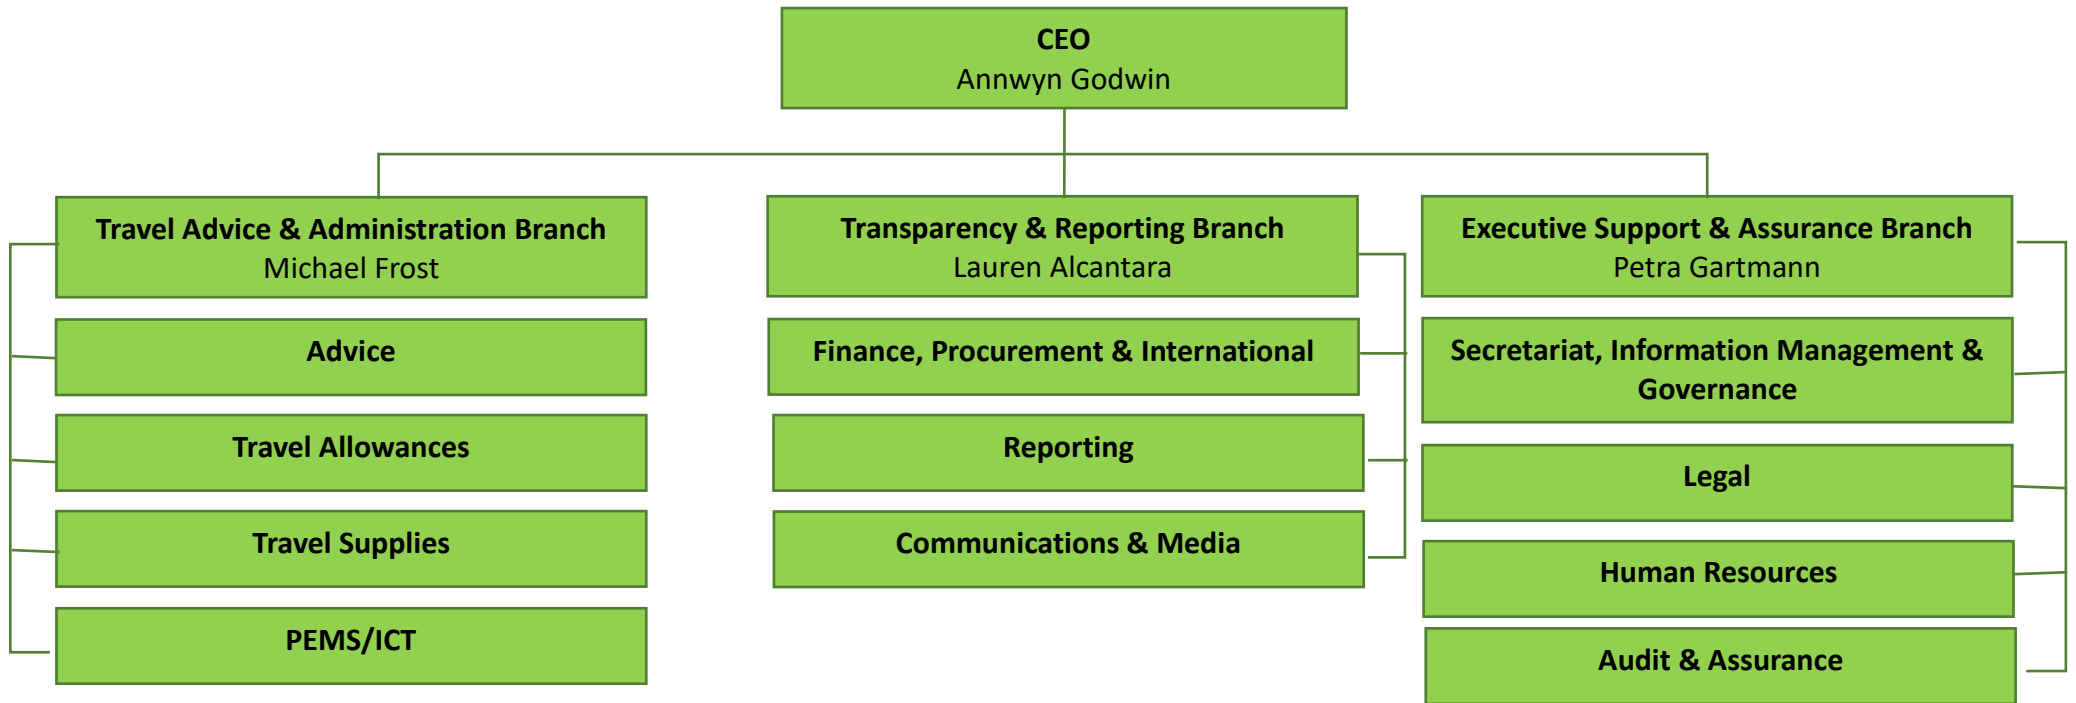 CEO
Annwyn Godwin
Travel Advice & Administration Branch
Michael Frost
Advice
Travel Allowances
Travel Supplies
PEMS/ICT
Transparency & Reporting Branch
Lauren Alcantara
Finance, Procurement & International
Reporting
Communications & Media
Executive Support & Assurance Branch
Petra Gartmann
Secretariat, Information Management &
Governance
Legal
Human Resources
Audit & Assurance